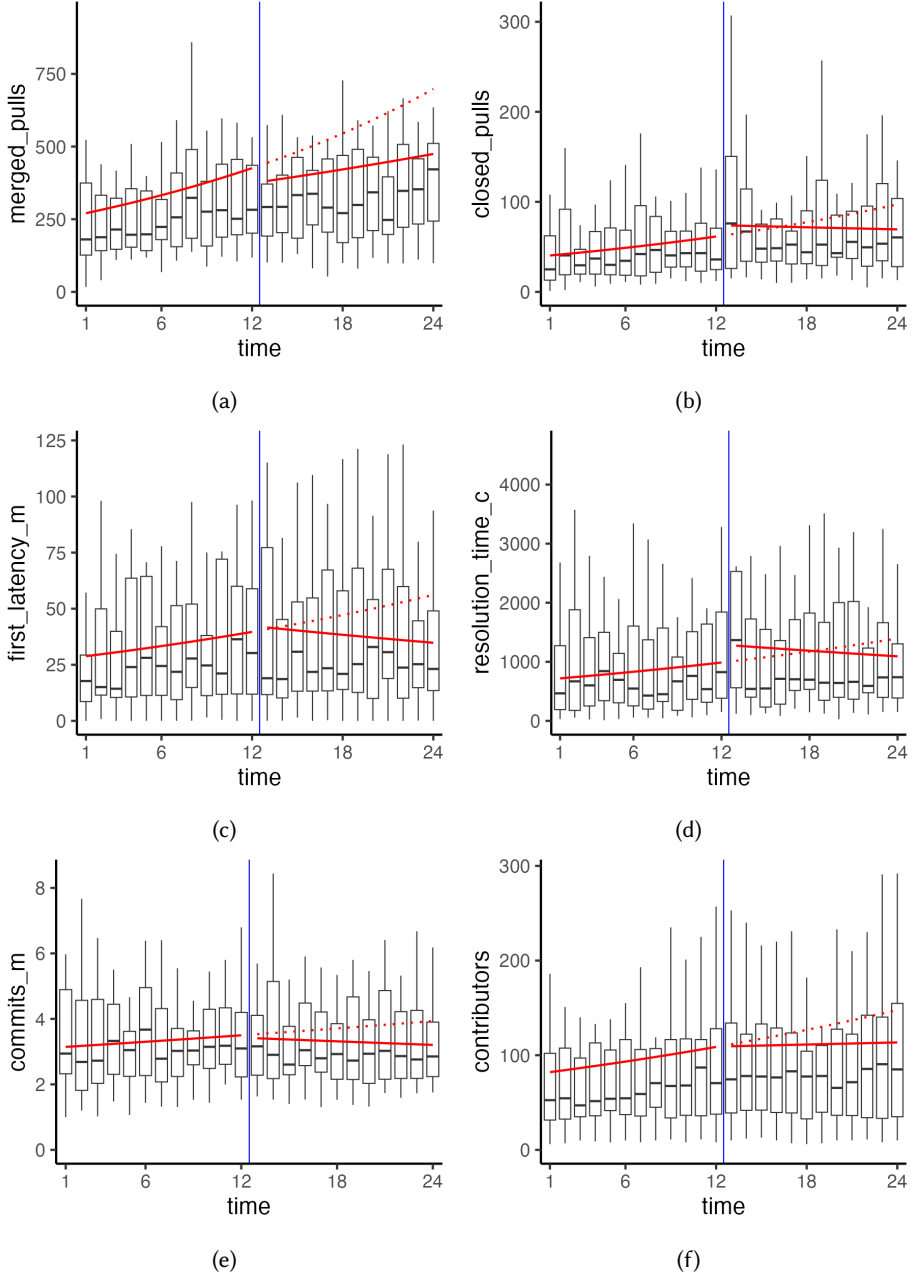 merged_pulls
750
500
250
0
1 6 12 18 24
time
(a)
closed_pulls
300
200
100
0
1 6 12 18 24
time
(b)
first_latency_m
125
100
75
50
25
0
1 6 12 18 24
time
(c)
resolution_time_c
4000
3000
2000
1000
0
1 6 12 18 24
time
(d)
commits_m
8
6
4
2
0
1 6 12 18 24
time
(e)
contributors
300
200
100
0
1 6 12 18 24
time
(f)